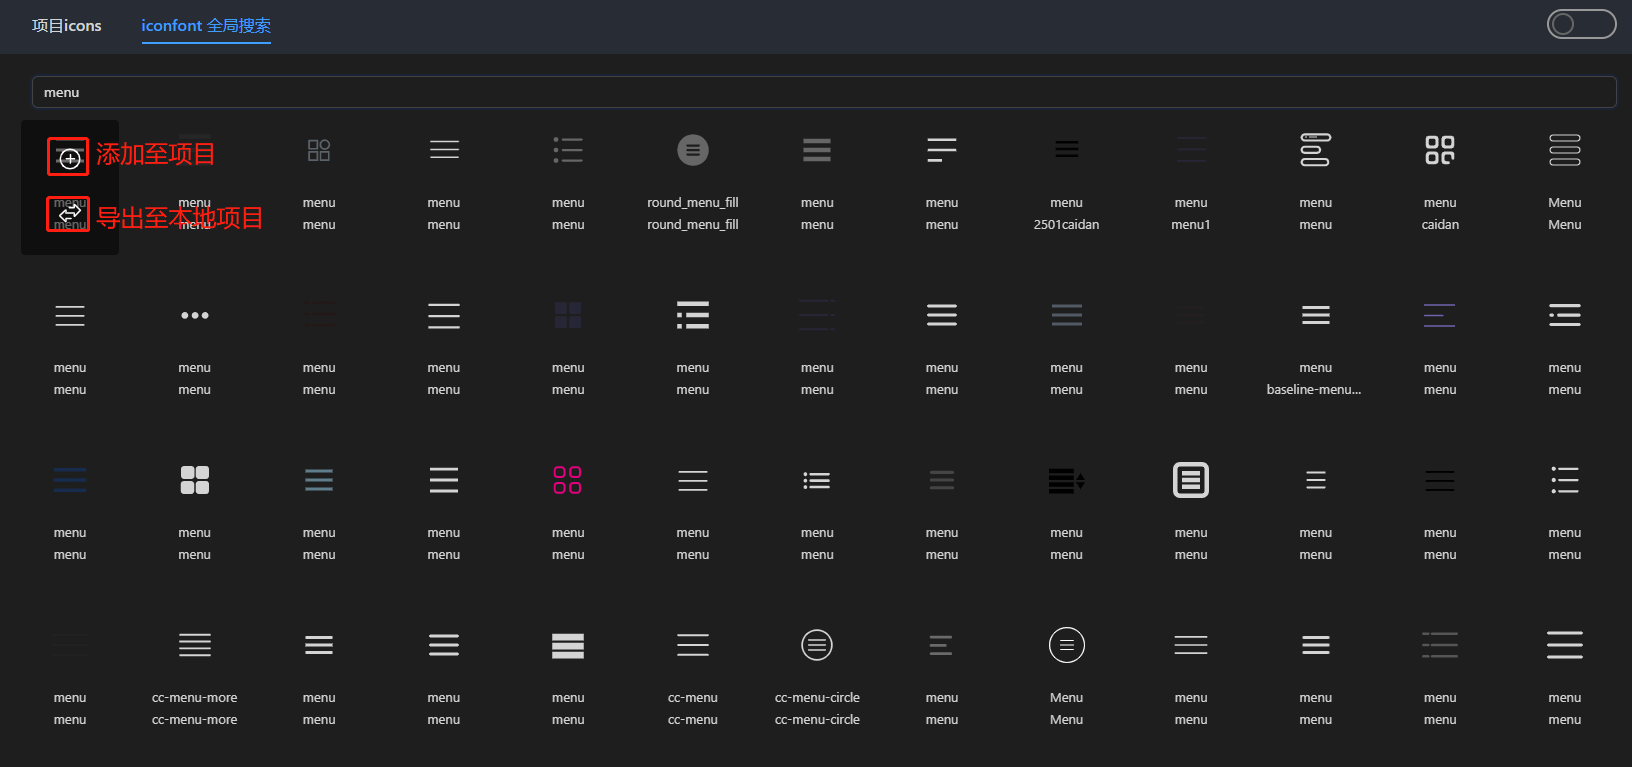 项目icons iconfont 全局搜索
menu
添加至项目
menu menu menu menu menu round_menu_fill menu menu menu menu menu menu Menu
导出至本地项目
menu menu menu menu menu round_menu_fill menu menu 2501caidan menu1 menu caidan Menu
menu menu menu menu menu menu menu menu menu menu menu menu menu
menu menu menu menu menu menu menu menu menu menu baseline-menu... menu menu
menu menu menu menu menu menu menu menu menu menu menu menu menu
menu menu menu menu menu menu menu menu menu menu menu menu menu
menu cc-menu-more menu menu menu cc-menu cc-menu-circle menu Menu menu menu menu menu
menu cc-menu-more menu menu menu cc-menu cc-menu-circle menu Menu menu menu menu menu